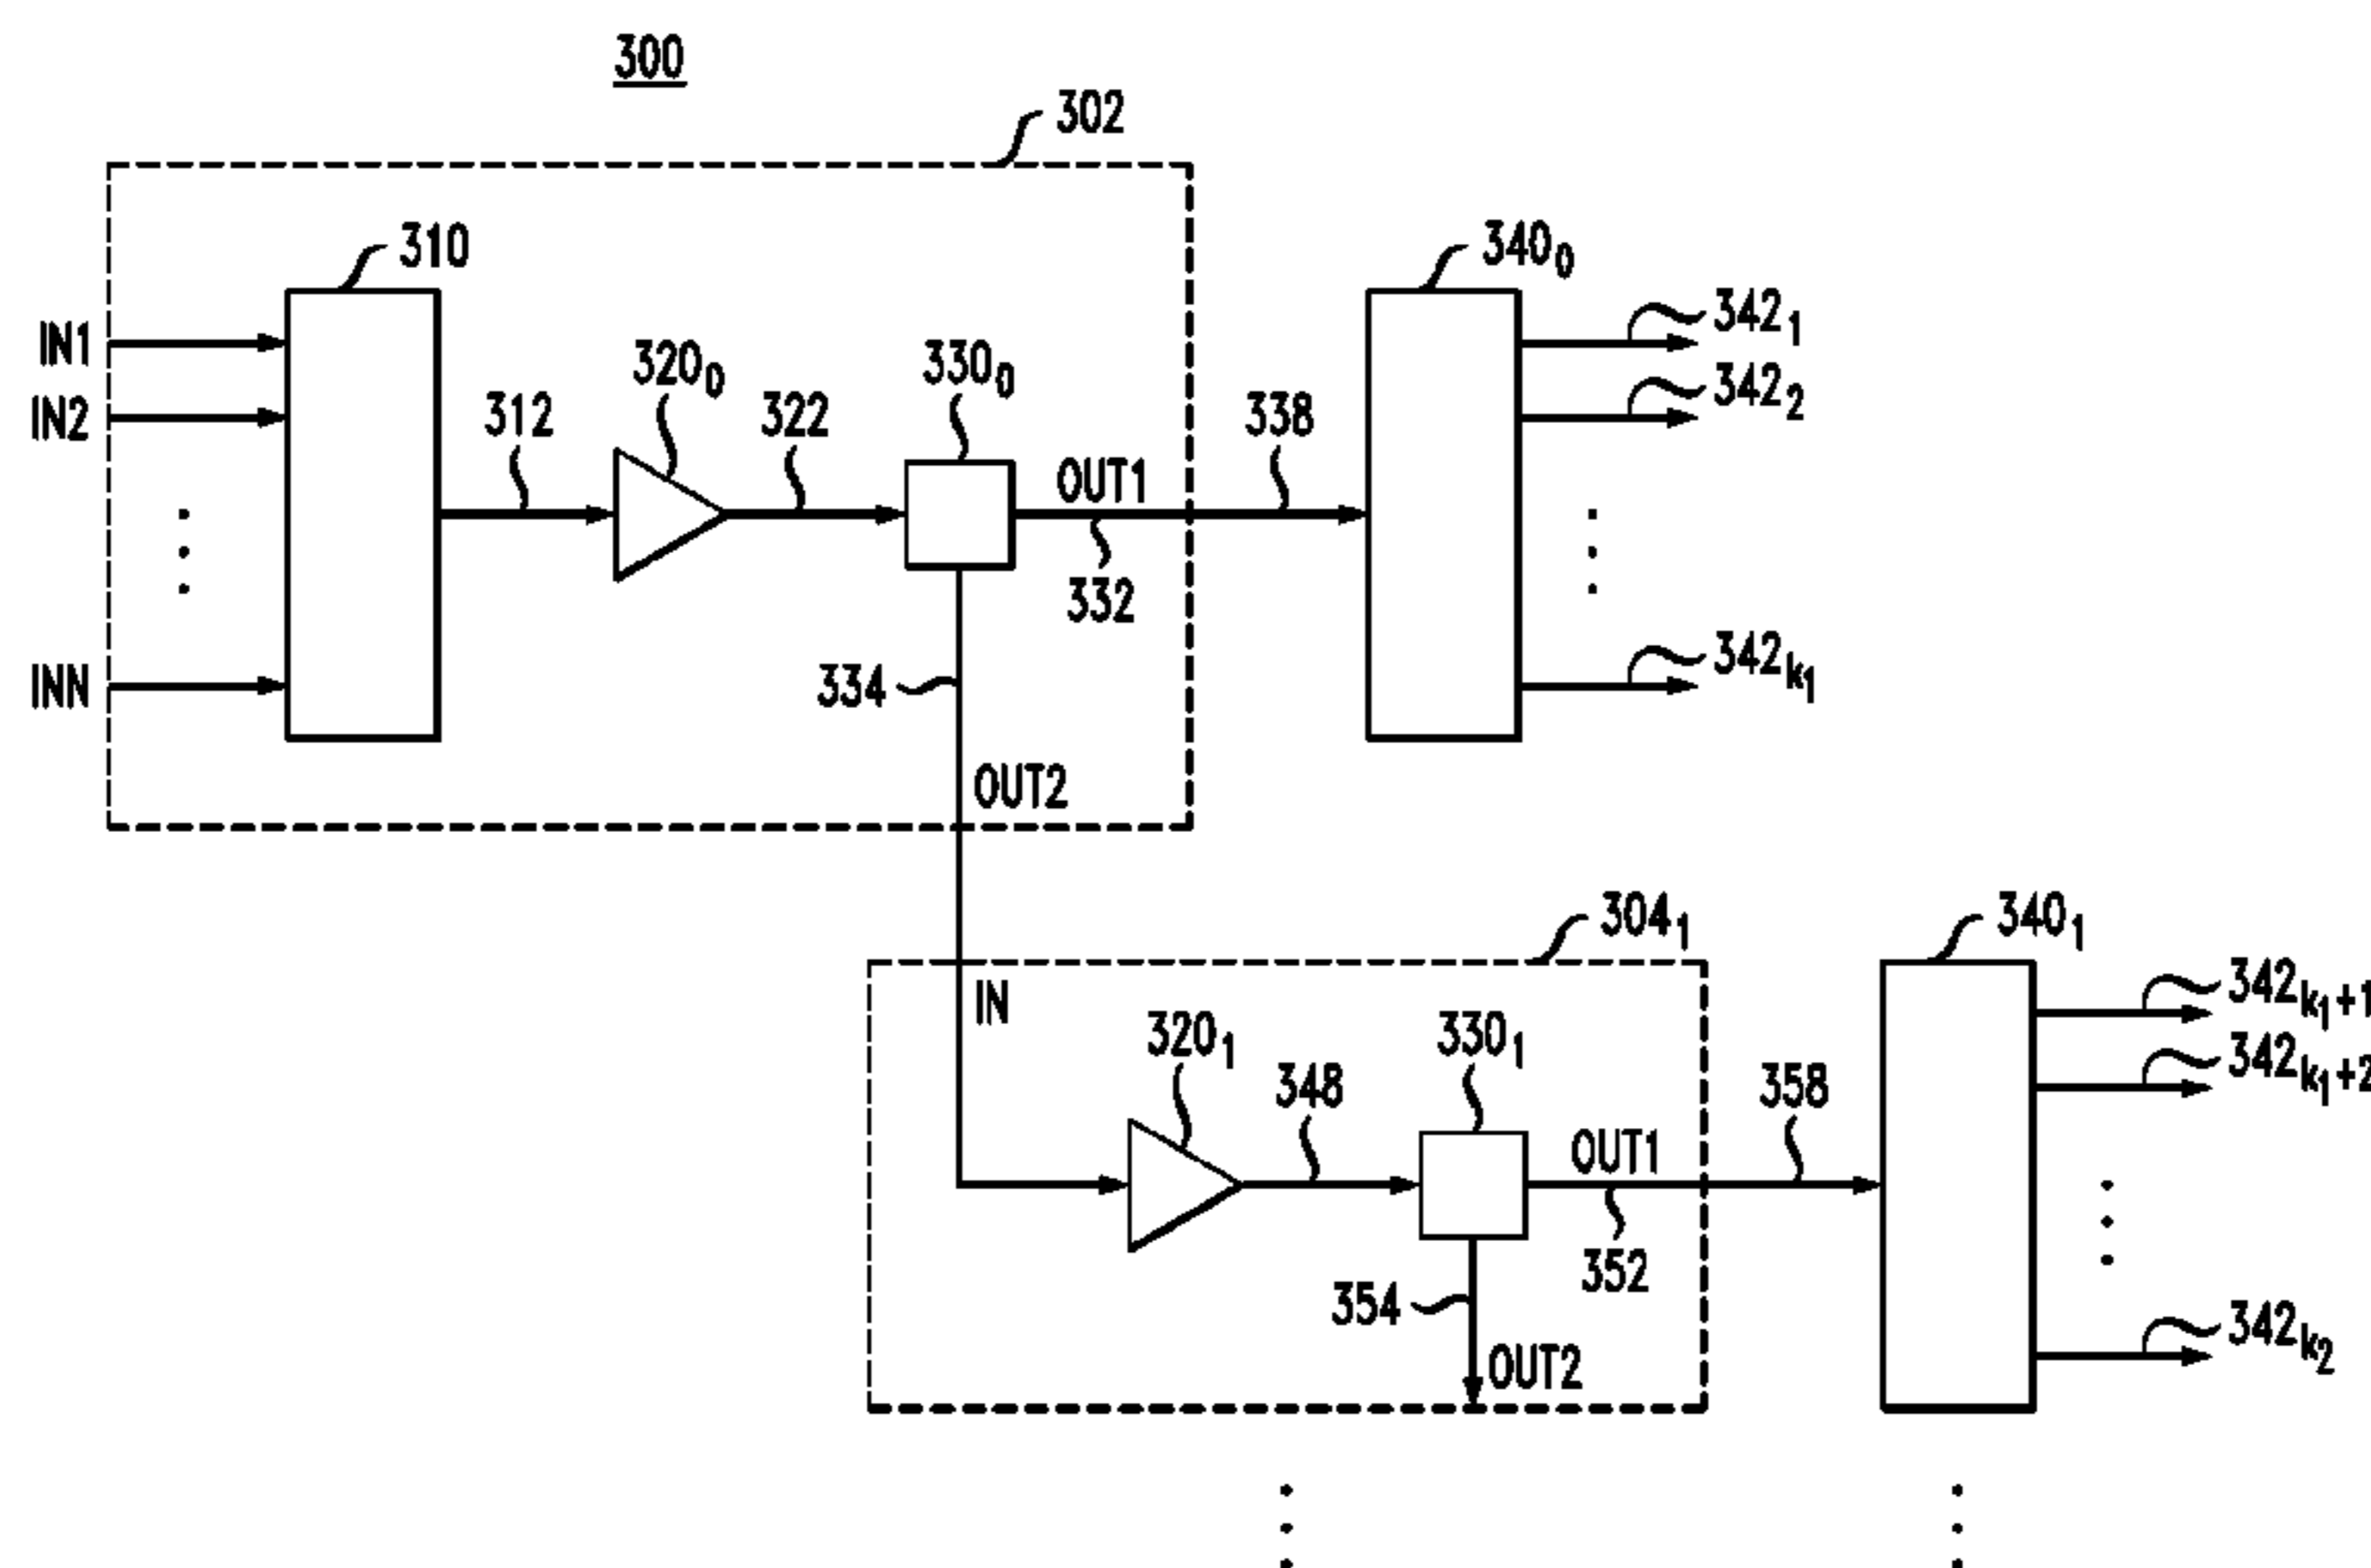 300
302
310
340₀
IN1
342₁
320₀
330₀
342₂
IN2
312
322
OUT1
338
332
INN
334
342ₖ₁
OUT2
304₁
340₁
IN
342ₖ₁₊₁
320₁
330₁
342ₖ₁₊₂
348
OUT1
358
352
354
342ₖ₂
OUT2